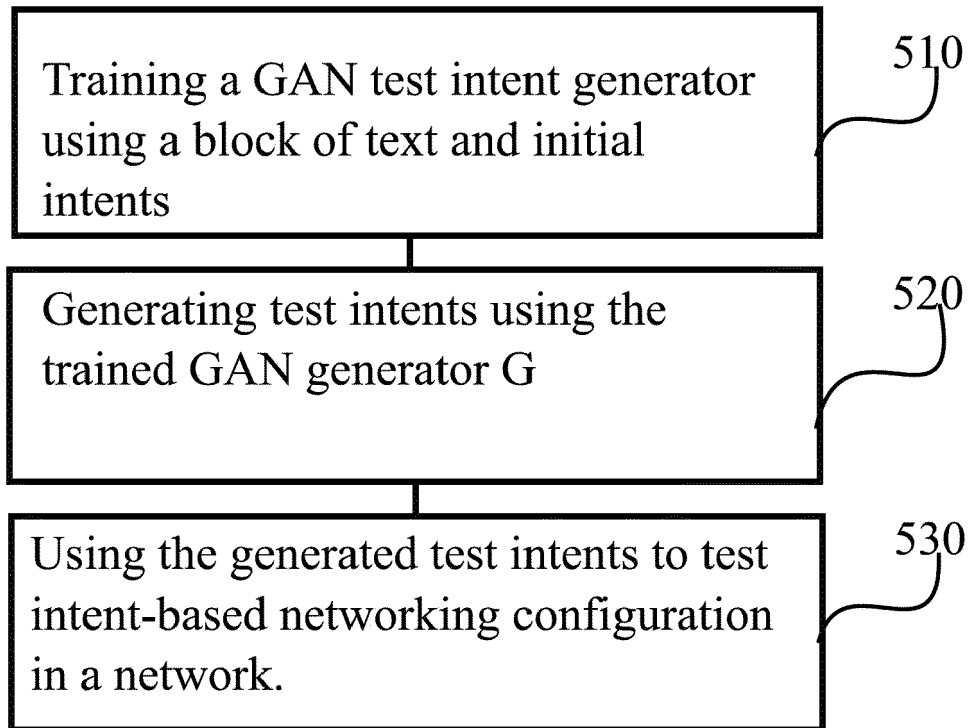 Training a GAN test intent generator
using a block of text and initial
intents
510
Generating test intents using the
trained GAN generator G
520
Using the generated test intents to test
intent-based networking configuration
in a network.
530